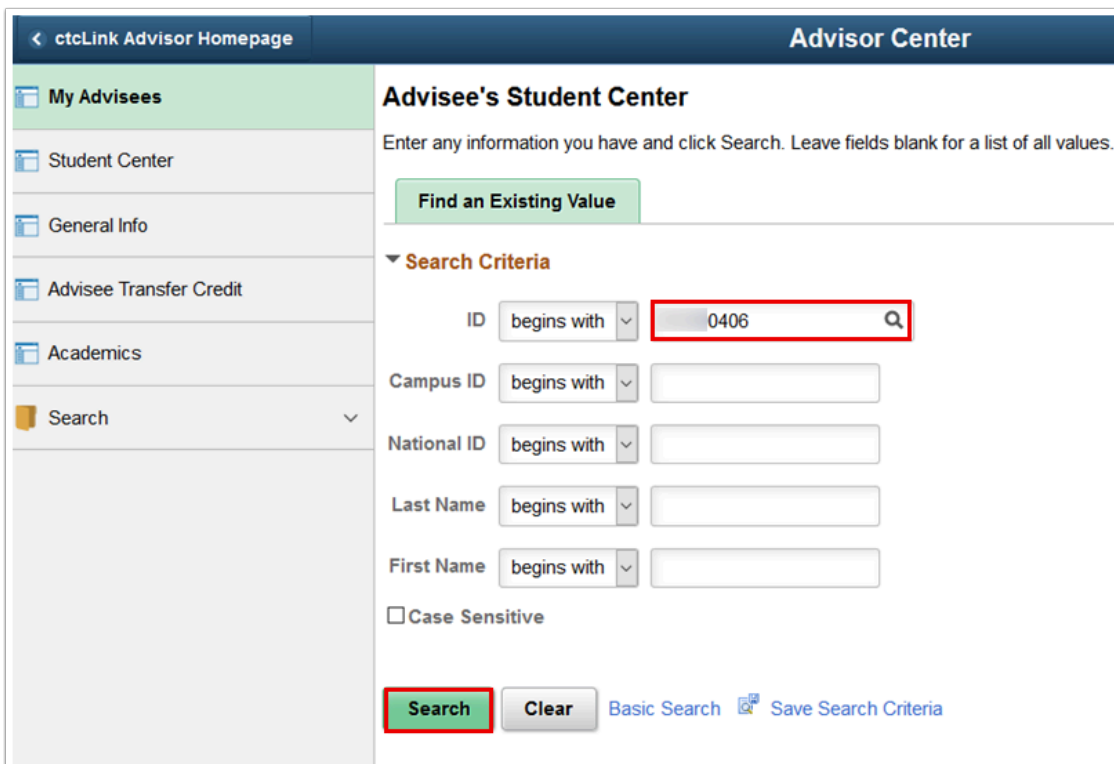 ctcLink Advisor Homepage
Advisor Center
My Advisees
Student Center
General Info
Advisee Transfer Credit
Academics
Search
Advisee's Student Center
Enter any information you have and click Search. Leave fields blank for a list of all values.
Find an Existing Value
Search Criteria
ID begins with 0406
Campus ID begins with
National ID begins with
Last Name begins with
First Name begins with
Case Sensitive
Search Clear Basic Search Save Search Criteria